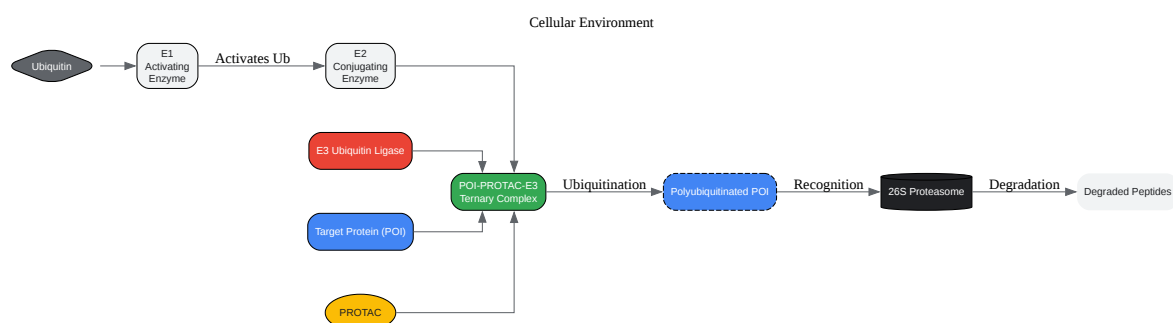 Cellular Environment
Ubiquitin
E1
Activating
Enzyme
Activates Ub
E2
Conjugating
Enzyme
E3 Ubiquitin Ligase
POI-PROTAC-E3
Ternary Complex
Ubiquitination
Polyubiquitinated POI
Recognition
26S Proteasome
Degradation
Degraded Peptides
Target Protein (POI)
PROTAC